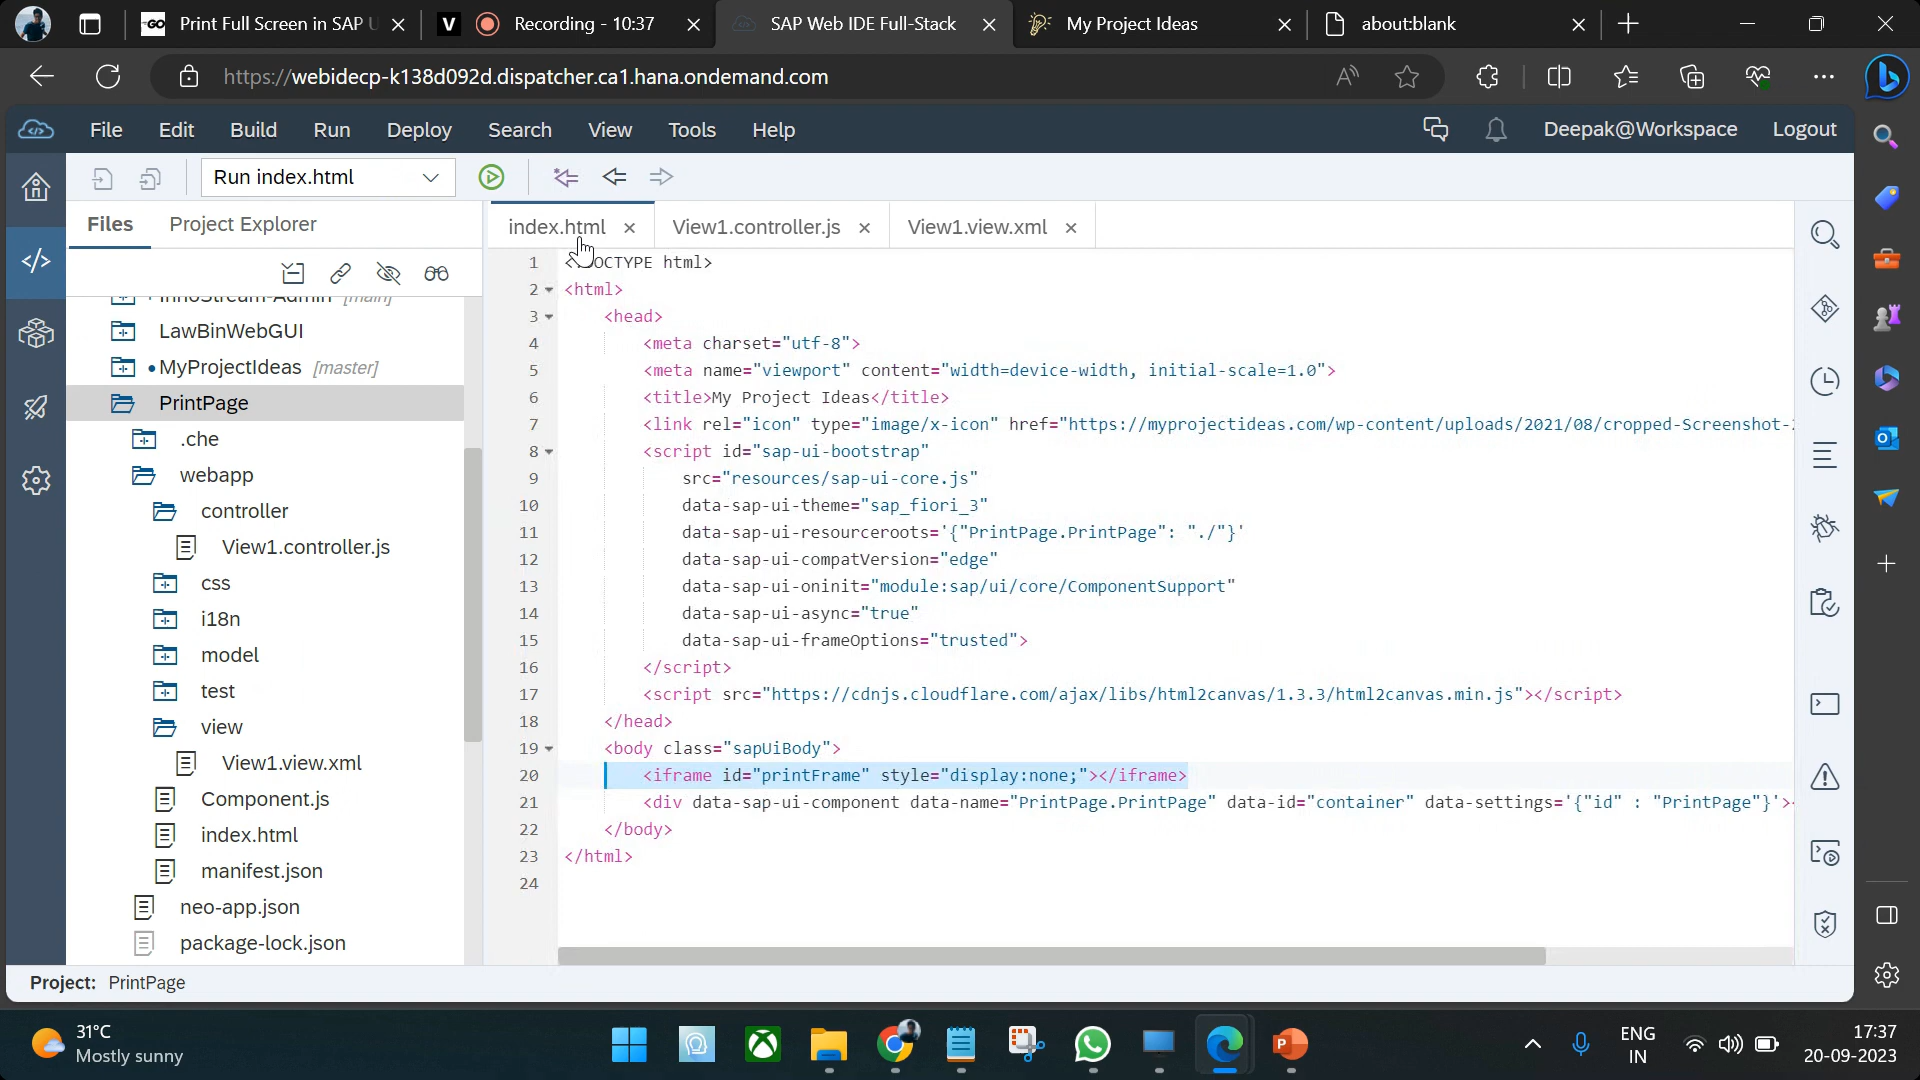 Print Full Screen in SAP U
Recording - 10:37
SAP Web IDE Full-Stack
My Project Ideas
about:blank
https://webidecp-k138d092d.dispatcher.ca1.hana.ondemand.com
File Edit Build Run Deploy Search View Tools Help
Deepak@Workspace Logout
Run index.html
Files Project Explorer
index.html View1.controller.js View1.view.xml
InnoStream-Admin [main]
LawBinWebGUI
MyProjectIdeas [master]
PrintPage
.che
webapp
controller
View1.controller.js
css
i18n
model
test
view
View1.view.xml
Component.js
index.html
manifest.json
neo-app.json
package-lock.json
1 OCTYPE html>
2 <html>
3 <head>
4 <meta charset="utf-8">
5 <meta name="viewport" content="width=device-width, initial-scale=1.0">
6 <title>My Project Ideas</title>
7 <link rel="icon" type="image/x-icon" href="https://myprojectideas.com/wp-content/uploads/2021/08/cropped-Screenshot-
8 <script id="sap-ui-bootstrap"
9 src="resources/sap-ui-core.js"
10 data-sap-ui-theme="sap_fiori_3"
11 data-sap-ui-resourceroots='{"PrintPage.PrintPage": "./"}'
12 data-sap-ui-compatVersion="edge"
13 data-sap-ui-oninit="module:sap/ui/core/ComponentSupport"
14 data-sap-ui-async="true"
15 data-sap-ui-frameOptions="trusted">
16 </script>
17 <script src="https://cdnjs.cloudflare.com/ajax/libs/html2canvas/1.3.3/html2canvas.min.js"></script>
18 </head>
19 <body class="sapUiBody">
20 <iframe id="printFrame" style="display:none;"></iframe>
21 <div data-sap-ui-component data-name="PrintPage.PrintPage" data-id="container" data-settings='{"id" : "PrintPage"}'>
22 </body>
23 </html>
24
Project: PrintPage
31°C
Mostly sunny
ENG
IN
17:37
20-09-2023